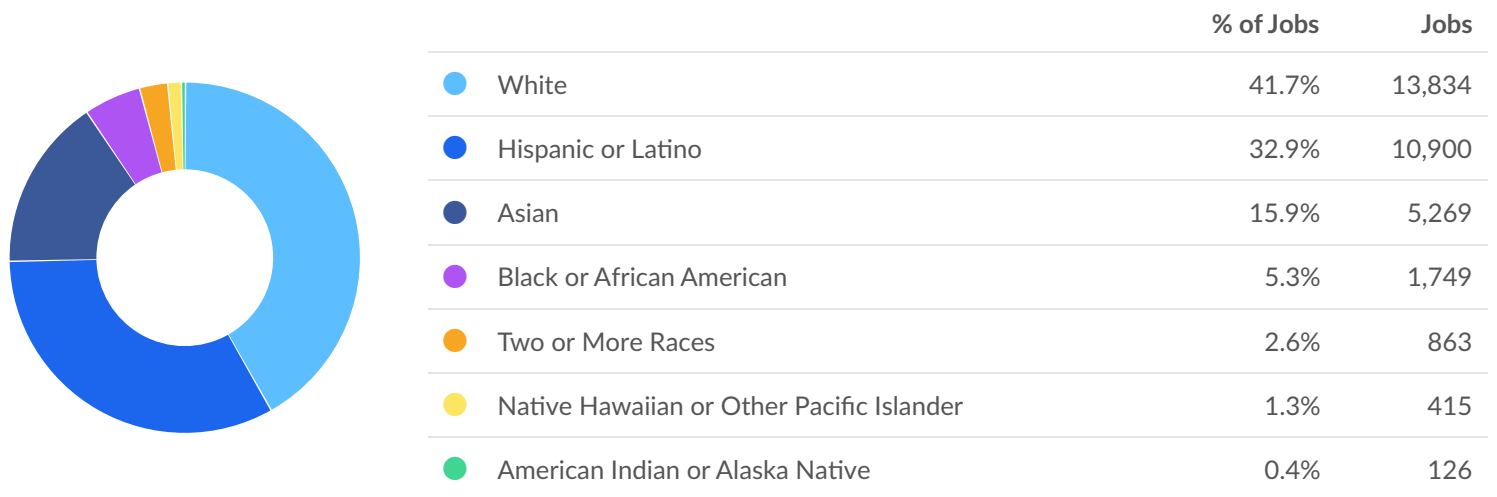 % of Jobs Jobs
White 41.7% 13,834
Hispanic or Latino 32.9% 10,900
Asian 15.9% 5,269
Black or African American 5.3% 1,749
Two or More Races 2.6% 863
Native Hawaiian or Other Pacific Islander 1.3% 415
American Indian or Alaska Native 0.4% 126